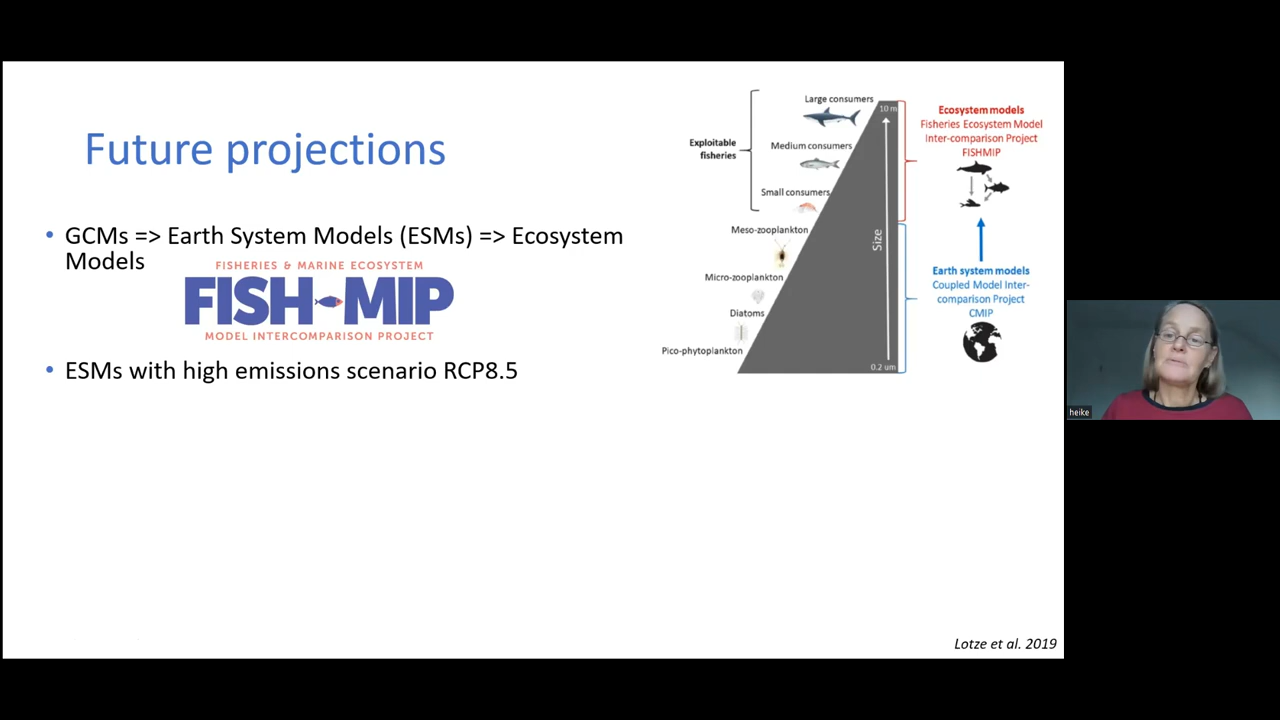 Future projections
• GCMs => Earth System Models (ESMs) => Ecosystem
Models
FISHERIES & MARINE ECOSYSTEM
FISH-MIP
MODEL INTERCOMPARISON PROJECT
• ESMs with high emissions scenario RCP8.5
Large consumers
10 m
Exploitable
fisheries
Medium consumers
Small consumers
Meso-zooplankton
Micro-zooplankton
Diatoms
Pico-phytoplankton
Size
0.2 um
Ecosystem models
Fisheries Ecosystem Model
Inter-comparison Project
FISHMIP
Earth system models
Coupled Model Inter-
comparison Project
CMIP
Lotze et al. 2019
heike